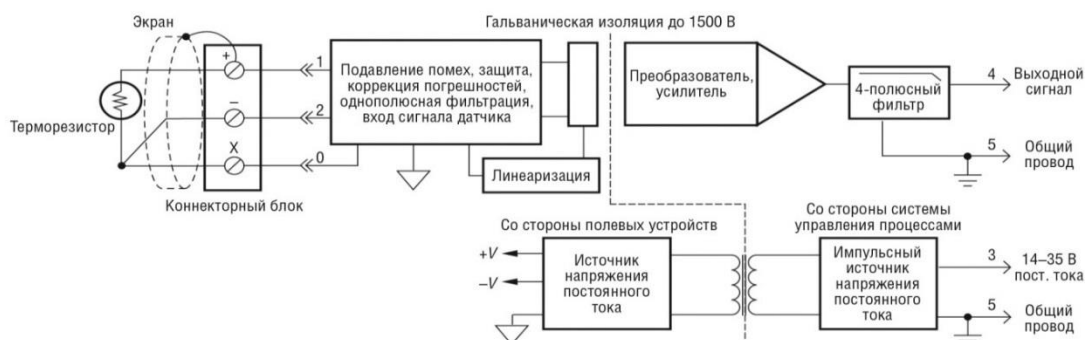 Экран
Гальваническая изоляция до 1500 В
+
1
−
2
X
0
Терморезистор
Коннекторный блок
Подавление помех, защита,
коррекция погрешностей,
однополюсная фильтрация,
вход сигнала датчика
Линеаризация
Преобразователь,
усилитель
4-полюсный
фильтр
4
Выходной
сигнал
5
Общий
провод
Со стороны полевых устройств
Со стороны системы
управления процессами
+V
−V
Источник
напряжения
постоянного
тока
Импульсный
источник
напряжения
постоянного
тока
3
14–35 В
пост. тока
5
Общий
провод